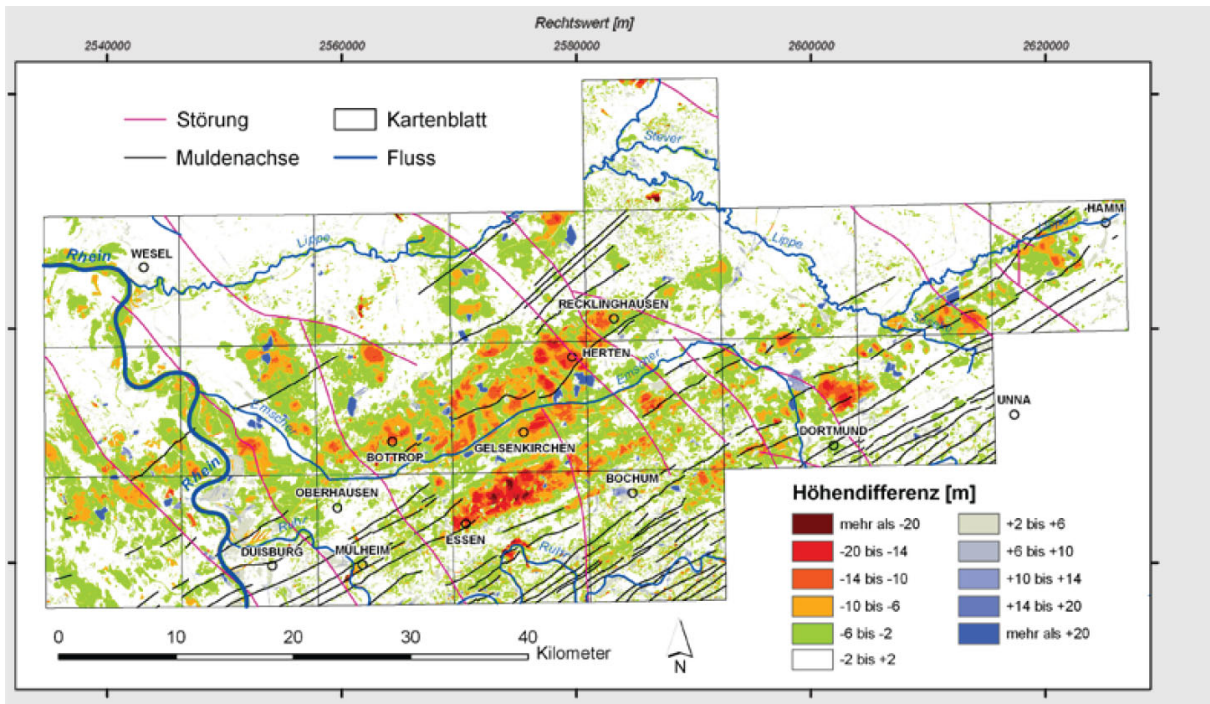 Rechtswert [m]
2540000 2560000 2580000 2600000 2620000
Störung Kartenblatt
Muldenachse Fluss
Stever
HAMM
Lippe
Lippe
Rhein
WESEL
RECKLINGHAUSEN
HERTEN
Emscher
Emscher
UNNA
DORTMUND
BOTTROP
GELSENKIRCHEN
Rhein
OBERHAUSEN
BOCHUM
ESSEN
Ruhr
Ruhr
DUISBURG
MÜLHEIM
Höhendifferenz [m]
mehr als -20 +2 bis +6
-20 bis -14 +6 bis +10
-14 bis -10 +10 bis +14
-10 bis -6 +14 bis +20
-6 bis -2 mehr als +20
-2 bis +2
0 10 20 30 40
Kilometer
N